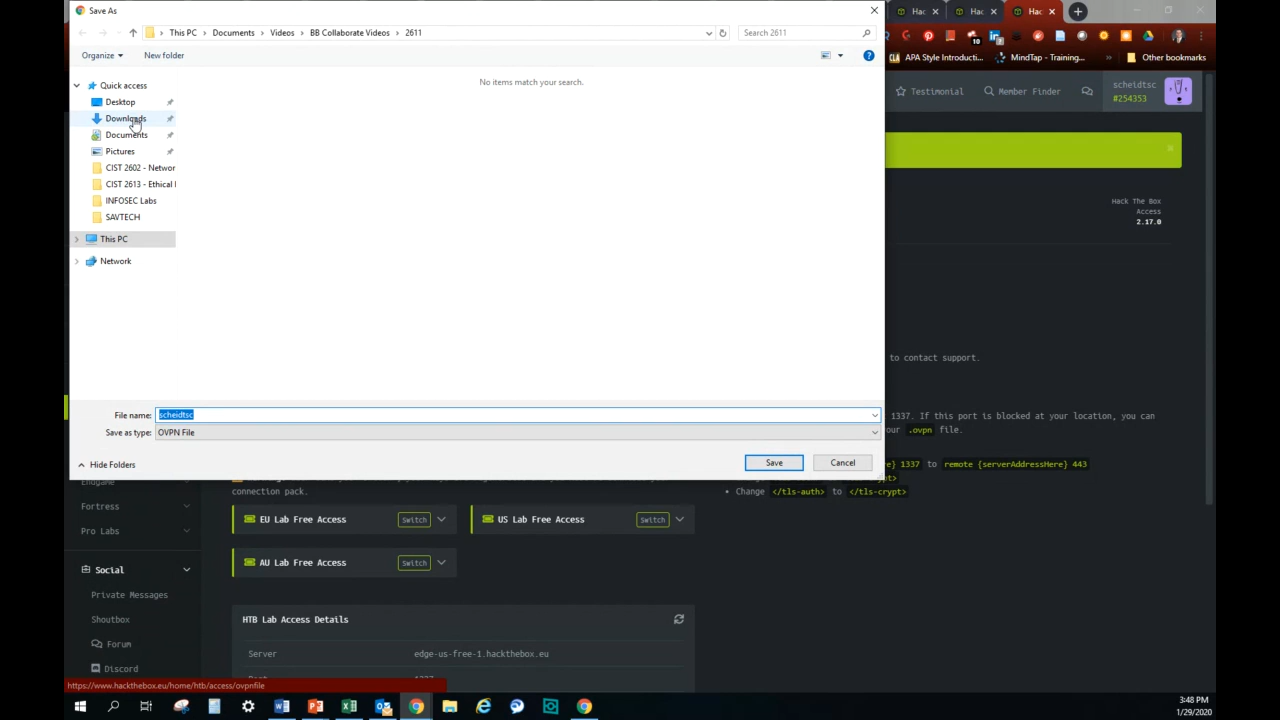 Save As
This PC > Documents > Videos > BB Collaborate Videos > 2611
Search 2611
Organize
New folder
Quick access
Desktop
Downloads
Documents
Pictures
CIST 2602 - Networ
CIST 2613 - Ethical
INFOSEC Labs
SAVTECH
This PC
Network
No items match your search.
File name: scheidtsc
Save as type: OVPN File
Hide Folders
Save
Cancel
Hac
Hac
Hac
10
APA Style Introducti...
MindTap - Training...
»
Other bookmarks
Testimonial
Member Finder
scheidtsc
#254353
Hack The Box
Access
2.17.0
to contact support.
1337. If this port is blocked at your location, you can
our .ovpn file.
1337 to remote {serverAddressHere} 443
connection pack.
• Change </tls-auth> to </tls-crypt>
EU Lab Free Access Switch
US Lab Free Access Switch
AU Lab Free Access Switch
Endgame
Fortress
Pro Labs
Social
Private Messages
Shoutbox
Forum
Discord
HTB Lab Access Details
Server edge-us-free-1.hackthebox.eu
1337
https://www.hackthebox.eu/home/htb/access/ovpnfile
3:48 PM
1/29/2020